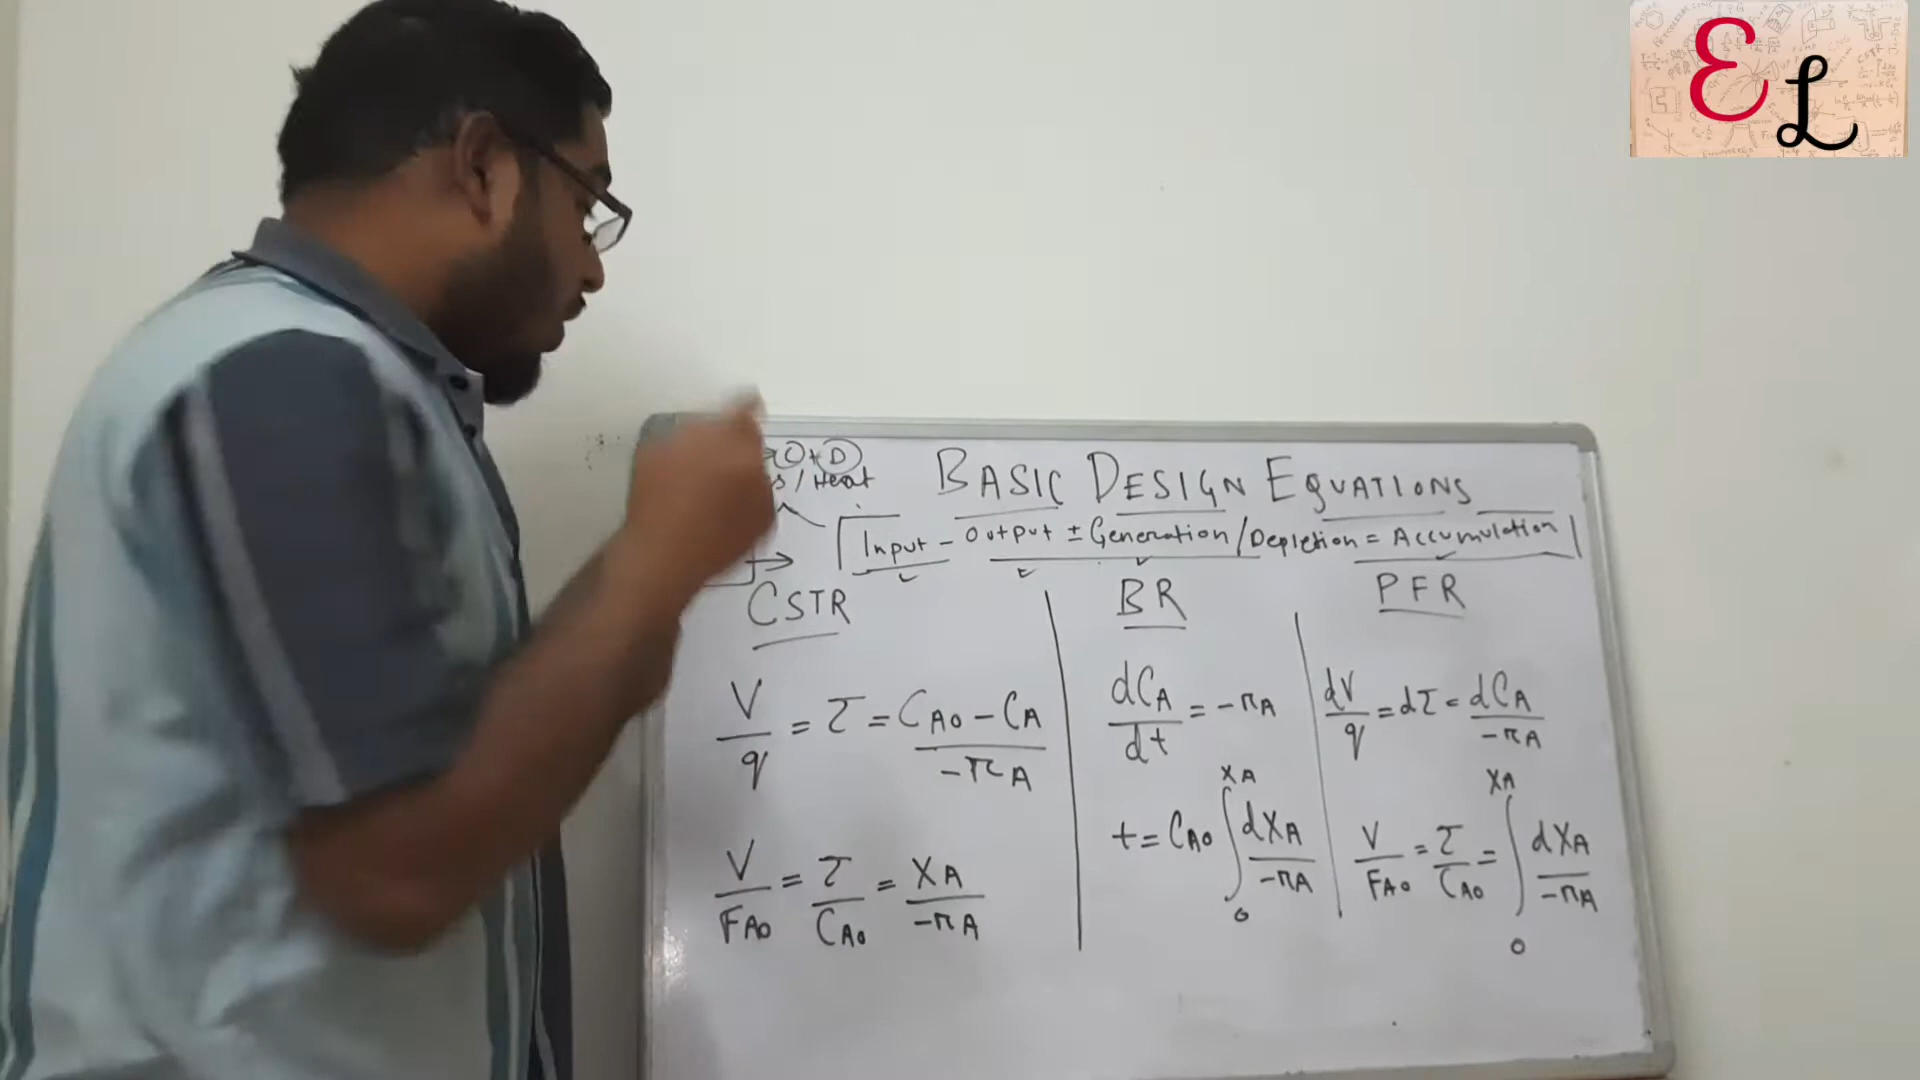 εL
C + D
/ Heat
BASIC DESIGN EQUATIONS
Input - Output ± Generation / Depletion = Accumulation
CSTR
V/q = τ = CA0 - CA / -rA
V/FA0 = τ/CA0 = XA/-rA
BR
dCA/dt = -rA
t = CA0 ∫0^XA dXA/-rA
PFR
dV/q = dτ = dCA/-rA
V/FA0 = τ/CA0 = ∫0^XA dXA/-rA